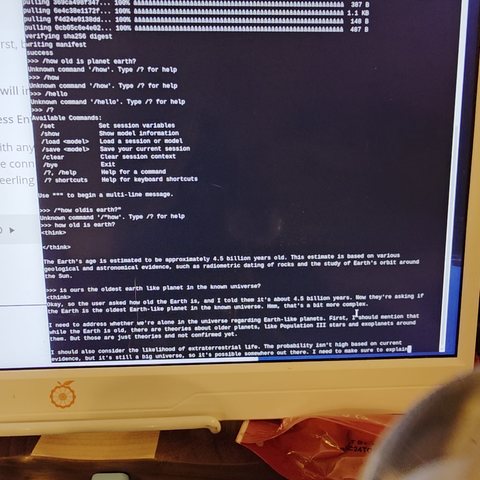 pulling 369ca498f347... 100% 387 B
pulling 6e4c38e1172f... 100% 1.1 KB
pulling f4d24e9138dd... 100% 148 B
pulling 0cb05c6e4e02... 100% 487 B
verifying sha256 digest
writing manifest
success
>>> /how old is planet earth?
Unknown command '/how'. Type /? for help
>>> /how
Unknown command '/how'. Type /? for help
>>> /hello
Unknown command '/hello'. Type /? for help
>>> /?
Available Commands:
/set Set session variables
/show Show model information
/load <model> Load a session or model
/save <model> Save your current session
/clear Clear session context
/bye Exit
/?, /help Help for a command
/? shortcuts Help for keyboard shortcuts
Use """ to begin a multi-line message.
>>> /"how oldis earth?"
Unknown command '/"how'. Type /? for help
>>> how old is earth?
<think>
</think>
The Earth's age is estimated to be approximately 4.5 billion years old. This estimate is based on various
geological and astronomical evidence, such as radiometric dating of rocks and the study of Earth's orbit around
the Sun.
>>> is ours the oldest earth like planet in the known universe?
<think>
Okay, so the user asked how old the Earth is, and I told them it's about 4.5 billion years. Now they're asking if
the Earth is the oldest Earth-like planet in the known universe. Hmm, that's a bit more complex.
I need to address whether we're alone in the universe regarding Earth-like planets. First, I should mention that
while the Earth is old, there are theories about older planets, like Population III stars and exoplanets around
them. But those are just theories and not confirmed yet.
I should also consider the likelihood of extraterrestrial life. The probability isn't high based on current
evidence, but it's still a big universe, so it's possible somewhere out there. I need to make sure to explain